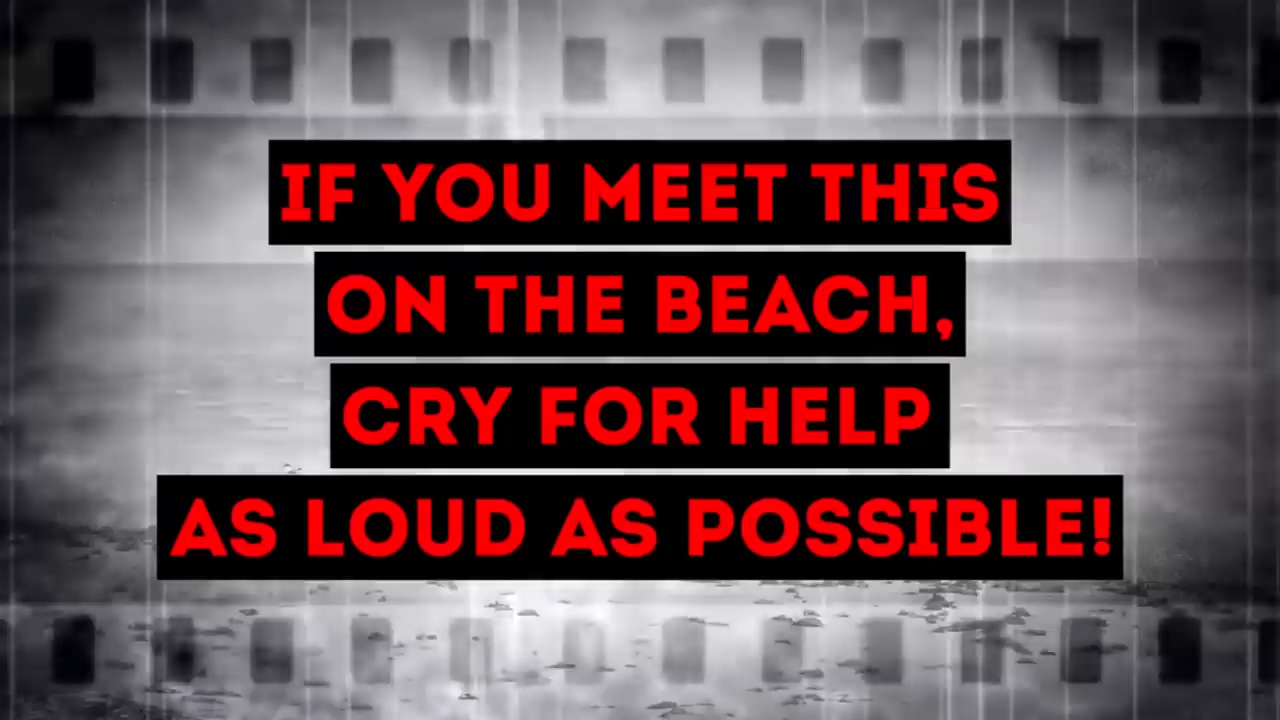 IF YOU MEET THIS
ON THE BEACH,
CRY FOR HELP
AS LOUD AS POSSIBLE!